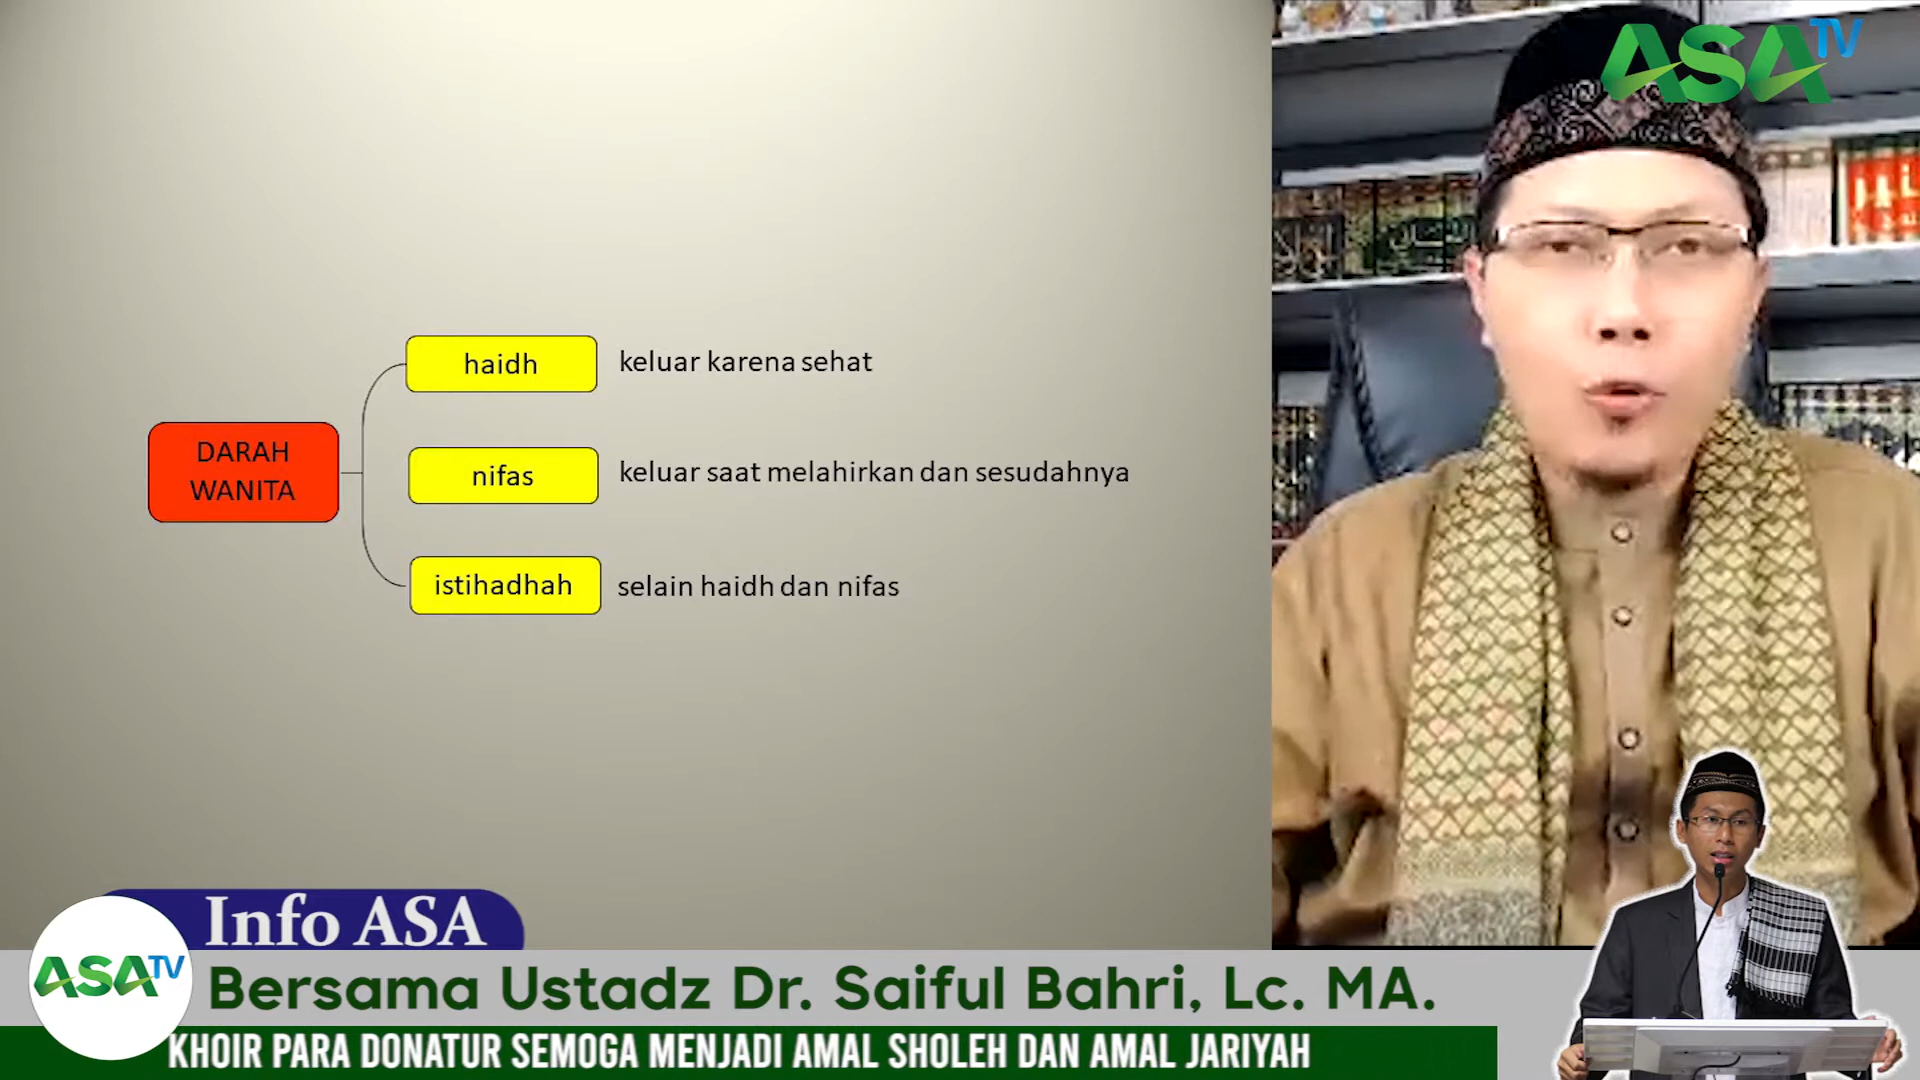 ASA TV
DARAH
WANITA
haidh
keluar karena sehat
nifas
keluar saat melahirkan dan sesudahnya
istihadhah
selain haidh dan nifas
Info ASA
ASA TV
Bersama Ustadz Dr. Saiful Bahri, Lc. MA.
KHOIR PARA DONATUR SEMOGA MENJADI AMAL SHOLEH DAN AMAL JARIYAH